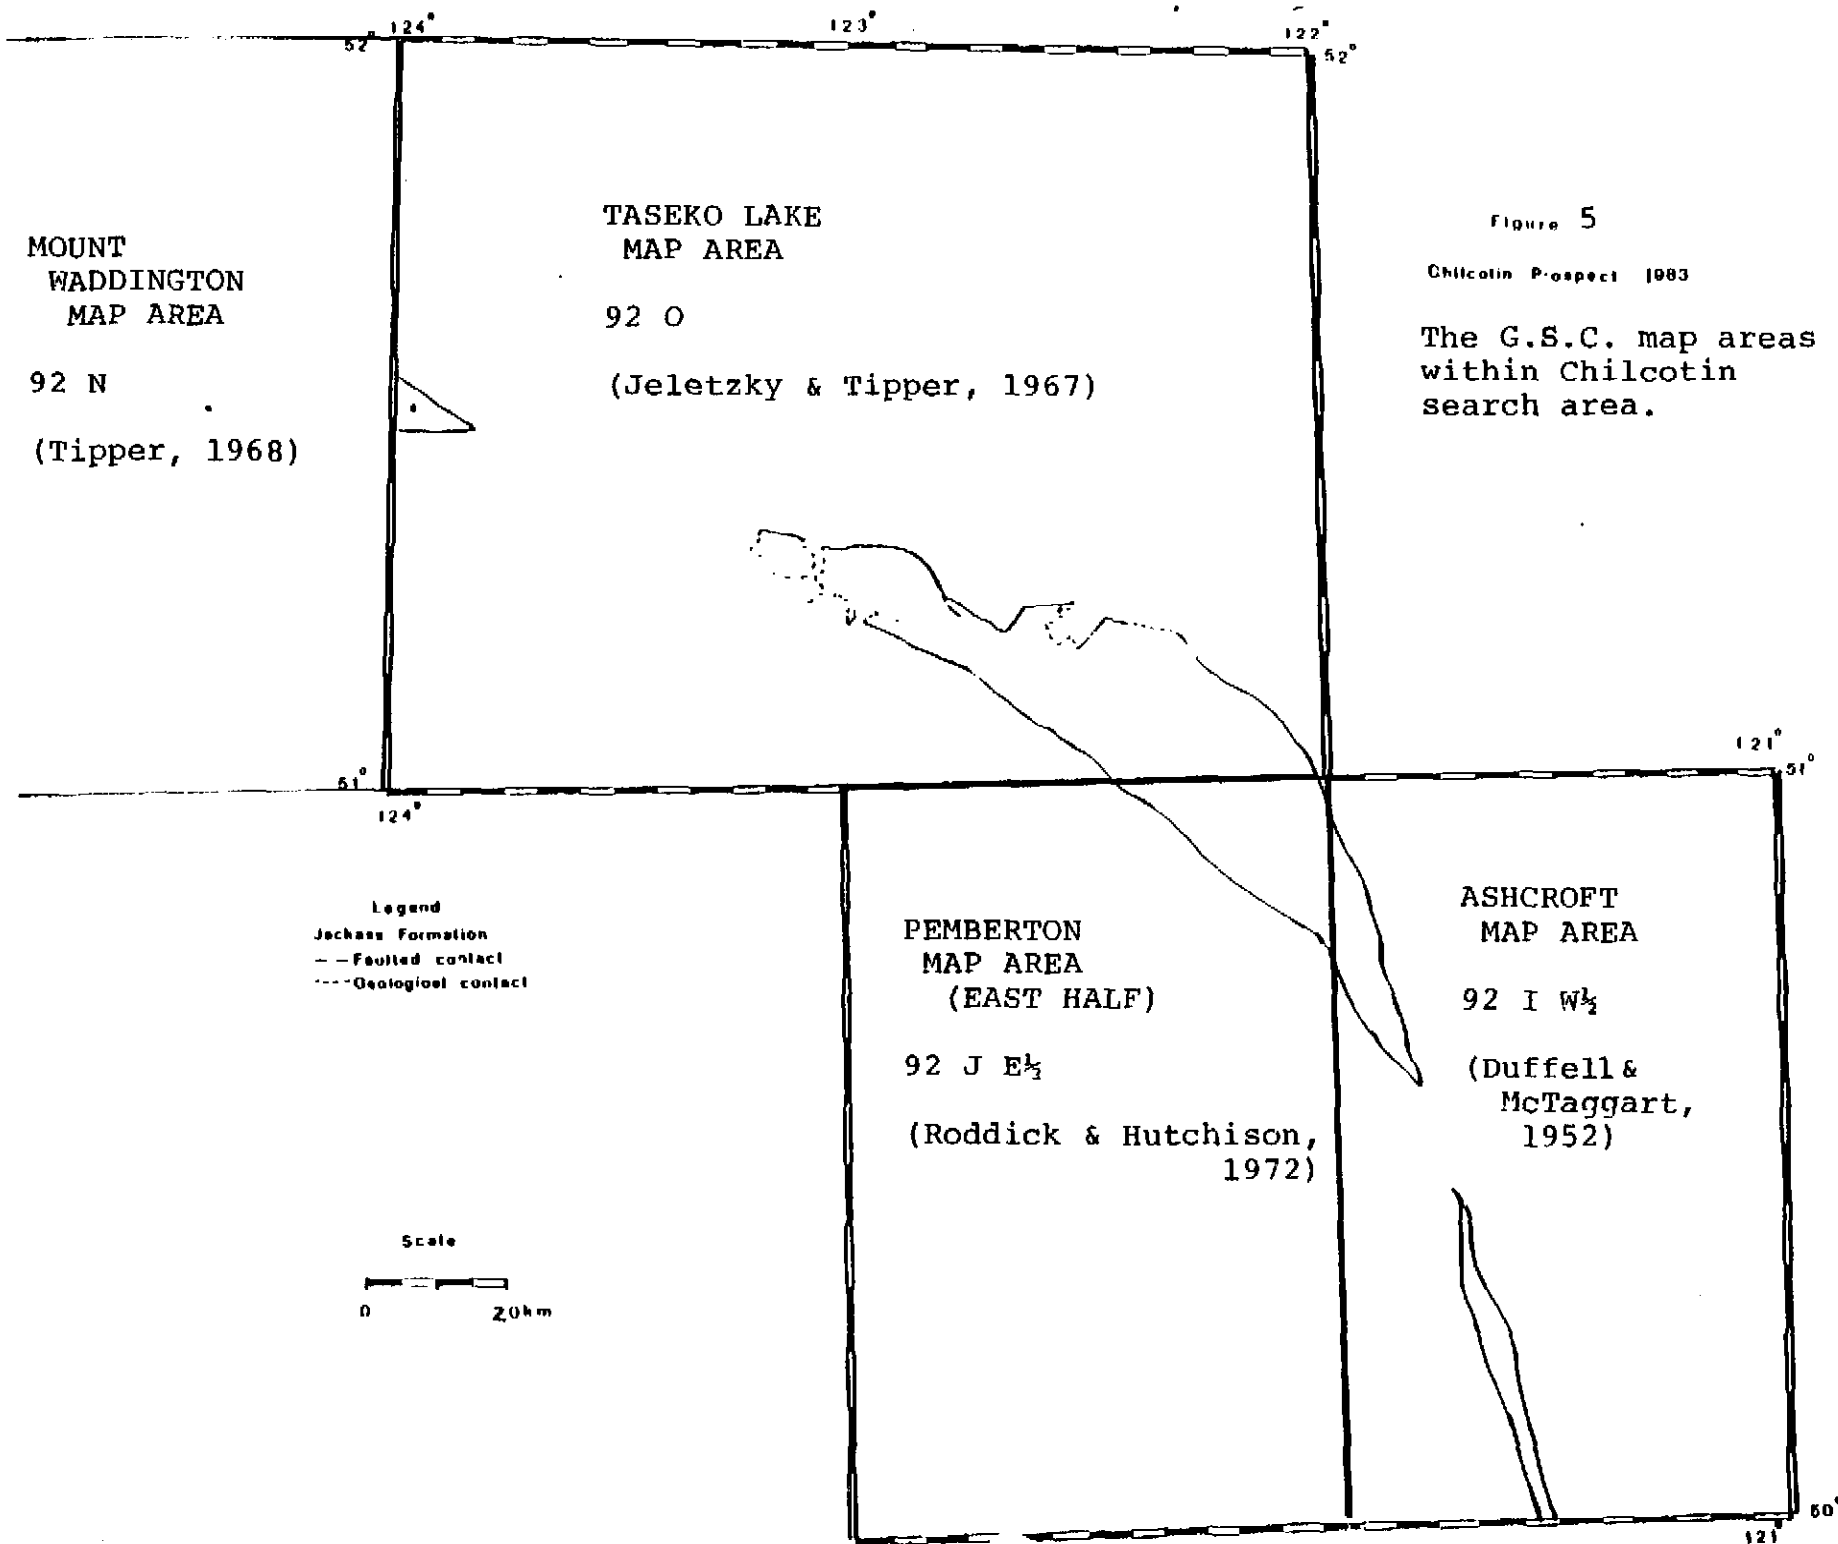 124°
123°
122°
52°
52°
MOUNT
WADDINGTON
MAP AREA
92 N
(Tipper, 1968)
TASEKO LAKE
MAP AREA
92 O
(Jeletzky & Tipper, 1967)
Figure 5
Chilcotin Prospect 1983
The G.S.C. map areas
within Chilcotin
search area.
51°
124°
121°
51°
Legend
Jackass Formation
-- Faulted contact
---- Geological contact
Scale
0 20km
PEMBERTON
MAP AREA
(EAST HALF)
92 J E½
(Roddick & Hutchison,
1972)
ASHCROFT
MAP AREA
92 I W½
(Duffell &
McTaggart,
1952)
50°
121°